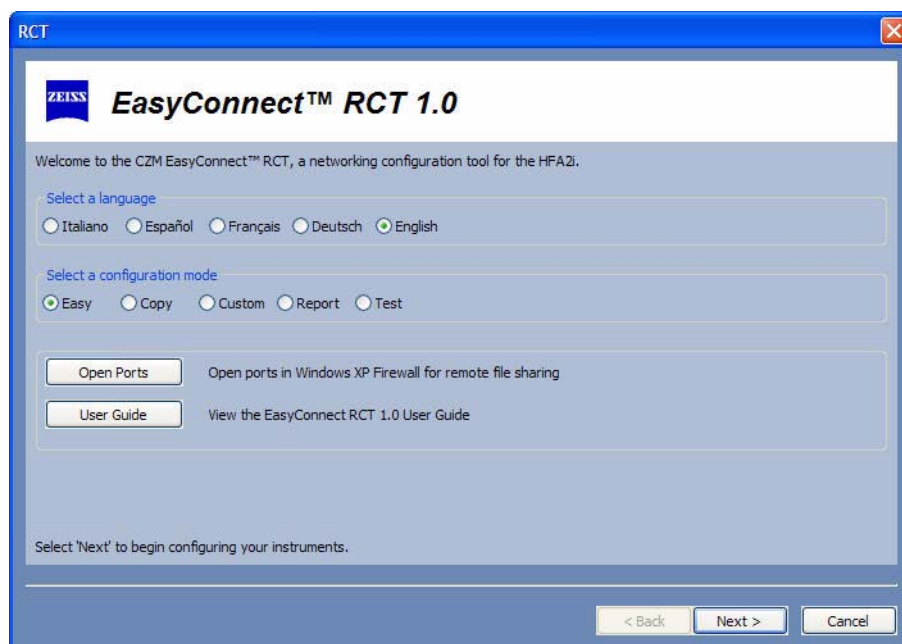 RCT
ZEISS
EasyConnect™ RCT 1.0
Welcome to the CZM EasyConnect™ RCT, a networking configuration tool for the HFA2i.
Select a language
Italiano Español Français Deutsch English
Select a configuration mode
Easy Copy Custom Report Test
Open Ports Open ports in Windows XP Firewall for remote file sharing
User Guide View the EasyConnect RCT 1.0 User Guide
Select 'Next' to begin configuring your instruments.
< Back Next > Cancel